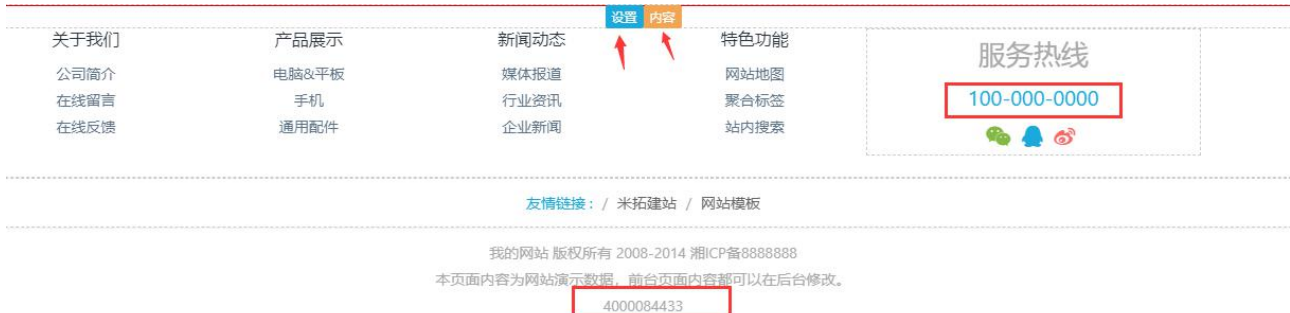 设置 内容
关于我们 产品展示 新闻动态 特色功能
服务热线
公司简介 电脑&平板 媒体报道 网站地图
在线留言 手机 行业资讯 聚合标签
100-000-0000
在线反馈 通用配件 企业新闻 站内搜索
友情链接： / 米拓建站 / 网站模板
我的网站 版权所有 2008-2014 湘ICP备8888888
本页面内容为网站演示数据，前台页面内容都可以在后台修改。
4000084433